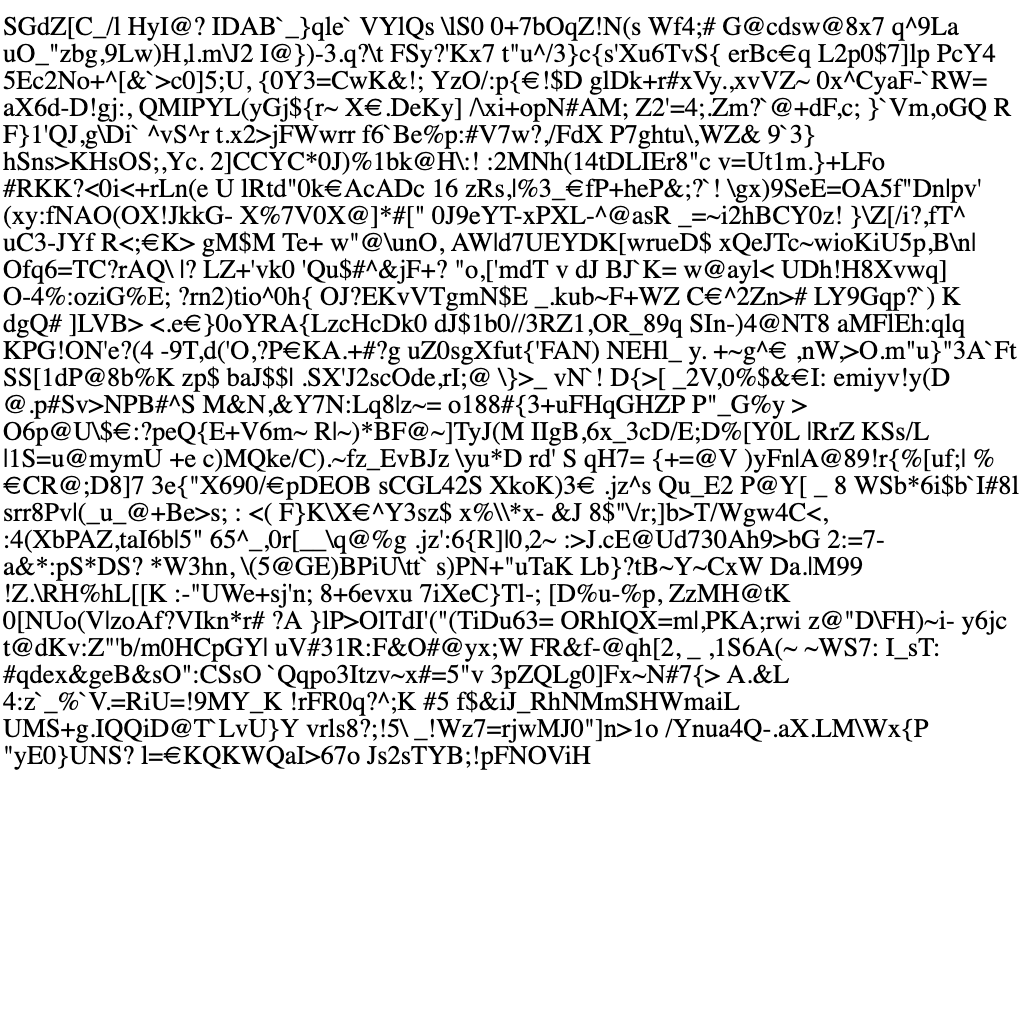 SGdZ[C_/l HyI@? IDAB`_}qle` VYlQs \lS0 0+7bOqZ!N(s Wf4;# G@cdsw@8x7 q^9La
uO_"zbg,9Lw)H,l.m\J2 I@})-3.q?\t FSy?'Kx7 t"u^/3}c{s'Xu6TvS{ erBc€q L2p0$7]lp PcY4
5Ec2No+^[&`>c0]5;U, {0Y3=CwK&!; YzO/:p{€!$D glDk+r#xVy.,xvVZ~ 0x^CyaF-`RW=
aX6d-D!gj:, QMIPYL(yGj${r~ X€.DeKy] /\xi+opN#AM; Z2'=4;.Zm?`@+dF,c; }`Vm,oGQ R
F}1'QJ,g\Di` ^vS^r t.x2>jFWwrr f6`Be%p:#V7w?,/FdX P7ghtu\,WZ& 9`3}
hSns>KHsOS;,Yc. 2]CCYC*0J)%1bk@H\:! :2MNh(14tDLIEr8"c v=Ut1m.}+LFo
#RKK?<0i<+rLn(e U lRtd"0k€AcADc 16 zRs,|%3_€fP+heP&;?`! \gx)9SeE=OA5f"Dn|pv'
(xy:fNAO(OX!JkkG- X%7V0X@]*#[" 0J9eYT-xPXL-^@asR _=~i2hBCY0z! }\Z[/i?,fT^
uC3-JYf R<;€K> gM$M Te+ w"@\unO, AW|d7UEYDK[wrueD$ xQeJTc~wioKiU5p,B\n|
Ofq6=TC?rAQ\ |? LZ+'vk0 'Qu$#^&jF+? "o,['mdT v dJ BJ`K= w@ayl< UDh!H8Xvwq]
O-4%:oziG%E; ?rn2)tio^0h{ OJ?EKvVTgmN$E _.kub~F+WZ C€^2Zn># LY9Gqp?`) K
dgQ# ]LVB> <.e€}0oYRA{LzcHcDk0 dJ$1b0//3RZ1,OR_89q SIn-)4@NT8 aMFlEh:qlq
KPG!ON'e?(4 -9T,d('O,?P€KA.+#?g uZ0sgXfut{'FAN) NEHl_ y. +~g^€ ,nW,>O.m"u}"3A`Ft
SS[1dP@8b%K zp$ baJ$$| .SX'J2scOde,rI;@ \}>_ vN`! D{>[ _2V,0%$&€I: emiyv!y(D
@.p#Sv>NPB#^S M&N,&Y7N:Lq8|z~= o188#{3+uFHqGHZP P"_G%y >
O6p@U\$€:?peQ{E+V6m~ R|~)*BF@~]TyJ(M IIgB,6x_3cD/E;D%[Y0L |RrZ KSs/L
|1S=u@mymU +e c)MQke/C).~fz_EvBJz \yu*D rd' S qH7= {+=@V )yFn|A@89!r{%[uf;| %
€CR@;D8]7 3e{"X690/€pDEOB sCGL42S XkoK)3€ .jz^s Qu_E2 P@Y[ _ 8 WSb*6i$b`I#8l
srr8Pv|(_u_@+Be>s; : <( F}K\X€^Y3sz$ x%\\*x- &J 8$"\/r;]b>T/Wgw4C<,
:4(XbPAZ,taI6b|5" 65^_,0r[__\q@%g .jz':6{R]|0,2~ :>J.cE@Ud730Ah9>bG 2:=7-
a&*:pS*DS? *W3hn, \(5@GE)BPiU\tt` s)PN+"uTaK Lb}?tB~Y~CxW Da.|M99
!Z.\RH%hL[[K :-"UWe+sj'n; 8+6evxu 7iXeC}Tl-; [D%u-%p, ZzMH@tK
0[NUo(V|zoAf?VIkn*r# ?A }lP>OlTdI'("(TiDu63= ORhIQX=m|,PKA;rwi z@"D\FH)~i- y6jc
t@dKv:Z"'b/m0HCpGY| uV#31R:F&O#@yx;W FR&f-@qh[2, _ ,1S6A(~ ~WS7: I_sT:
#qdex&geB&sO":CSsO `Qqpo3Itzv~x#=5"v 3pZQLg0]Fx~N#7{> A.&L
4:z`_%`V.=RiU=!9MY_K !rFR0q?^;K #5 f$&iJ_RhNMmSHWmaiL
UMS+g.IQQiD@T`LvU}Y vrls8?;!5\ _!Wz7=rjwMJ0"]n>1o /Ynua4Q-.aX.LM\Wx{P
"yE0}UNS? l=€KQKWQaI>67o Js2sTYB;!pFNOViH